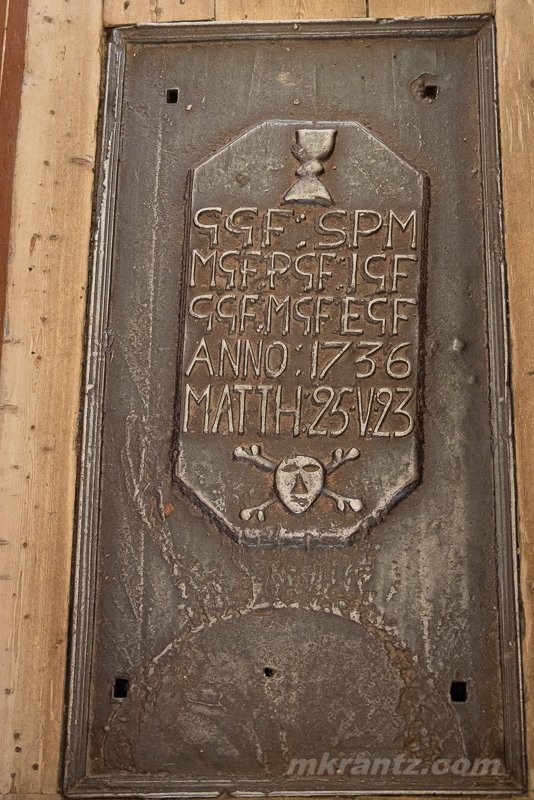 GGF: SPM
MGF: PGF: IGF
GGF: MGF EGF
ANNO: 1736
MATTH: 25: V: 23
mkrantz.com